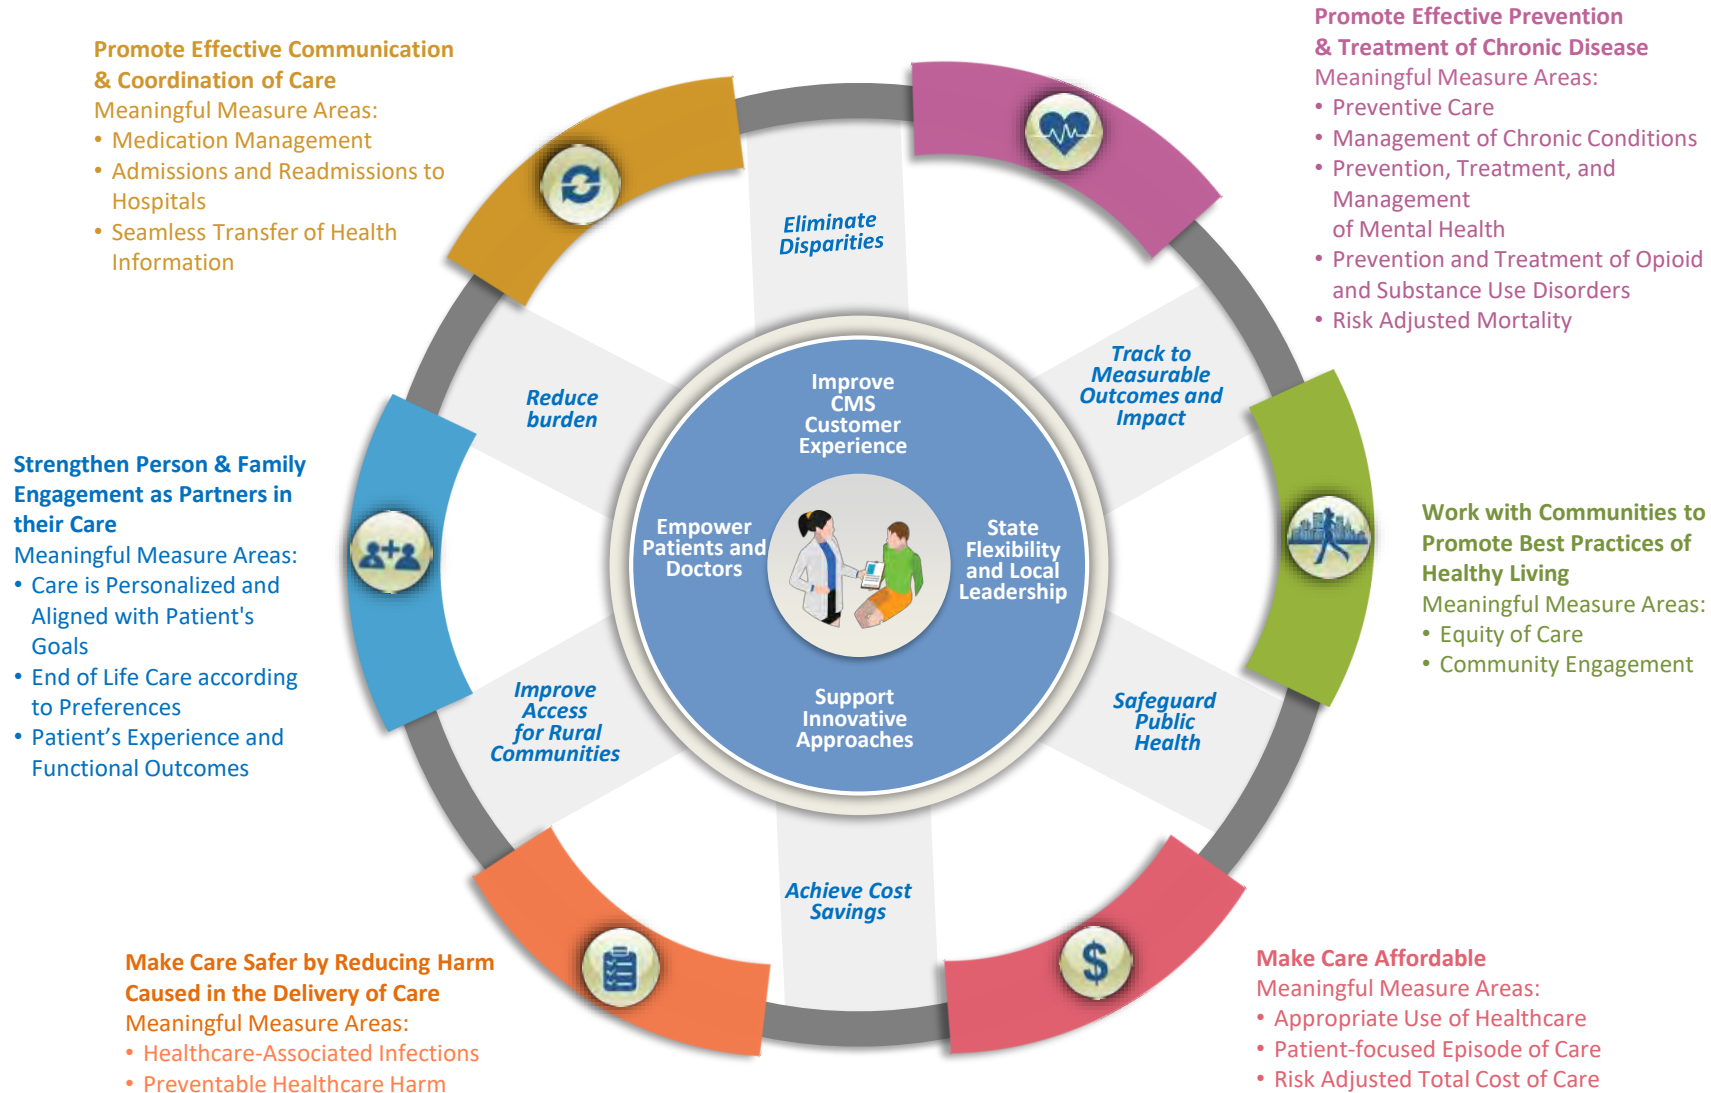 Promote Effective Communication
& Coordination of Care
Meaningful Measure Areas:
• Medication Management
• Admissions and Readmissions to
Hospitals
• Seamless Transfer of Health
Information
Promote Effective Prevention
& Treatment of Chronic Disease
Meaningful Measure Areas:
• Preventive Care
• Management of Chronic Conditions
• Prevention, Treatment, and
Management
of Mental Health
• Prevention and Treatment of Opioid
and Substance Use Disorders
• Risk Adjusted Mortality
Eliminate
Disparities
Reduce
burden
Track to
Measurable
Outcomes and
Impact
Improve
CMS
Customer
Experience
Empower
Patients and
Doctors
State
Flexibility
and Local
Leadership
Support
Innovative
Approaches
Strengthen Person & Family
Engagement as Partners in
their Care
Meaningful Measure Areas:
• Care is Personalized and
Aligned with Patient's
Goals
• End of Life Care according
to Preferences
• Patient’s Experience and
Functional Outcomes
Work with Communities to
Promote Best Practices of
Healthy Living
Meaningful Measure Areas:
• Equity of Care
• Community Engagement
Improve
Access
for Rural
Communities
Safeguard
Public
Health
Achieve Cost
Savings
$
Make Care Safer by Reducing Harm
Caused in the Delivery of Care
Meaningful Measure Areas:
• Healthcare-Associated Infections
• Preventable Healthcare Harm
Make Care Affordable
Meaningful Measure Areas:
• Appropriate Use of Healthcare
• Patient-focused Episode of Care
• Risk Adjusted Total Cost of Care